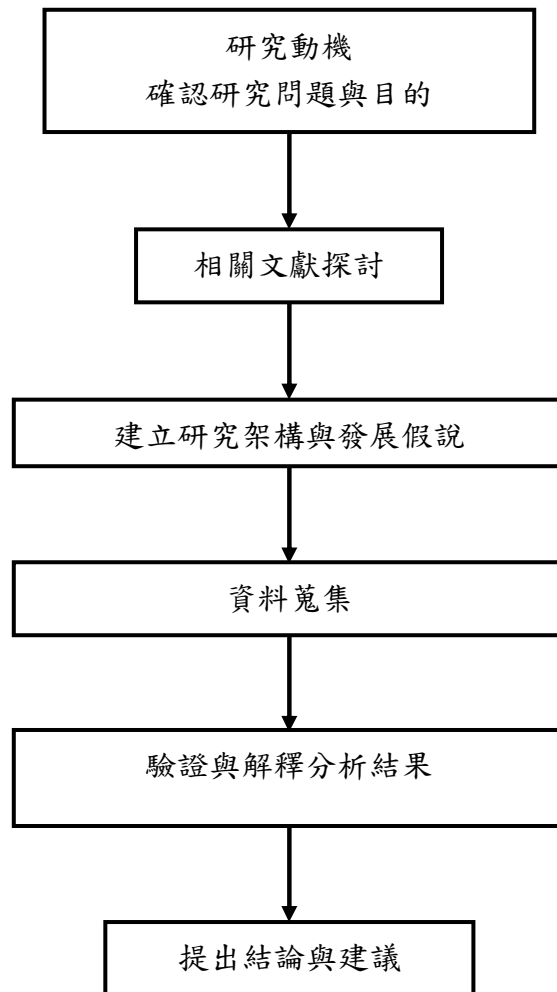 研究動機
確認研究問題與目的
相關文獻探討
建立研究架構與發展假說
資料蒐集
驗證與解釋分析結果
提出結論與建議